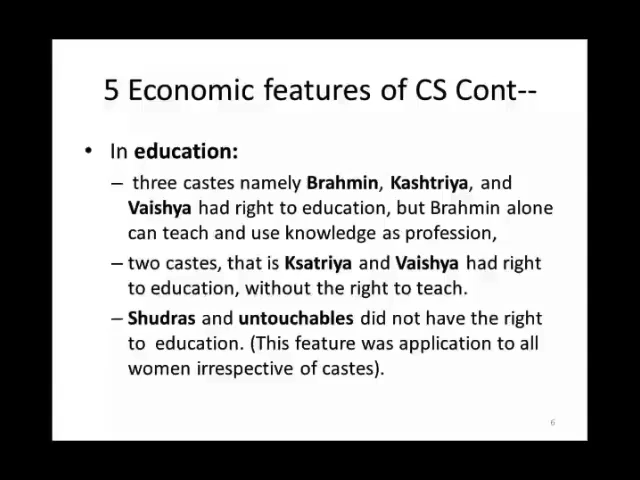 5 Economic features of CS Cont--
• In education:
– three castes namely Brahmin, Kashtriya, and
Vaishya had right to education, but Brahmin alone
can teach and use knowledge as profession,
– two castes, that is Ksatriya and Vaishya had right
to education, without the right to teach.
– Shudras and untouchables did not have the right
to education. (This feature was application to all
women irrespective of castes).
6